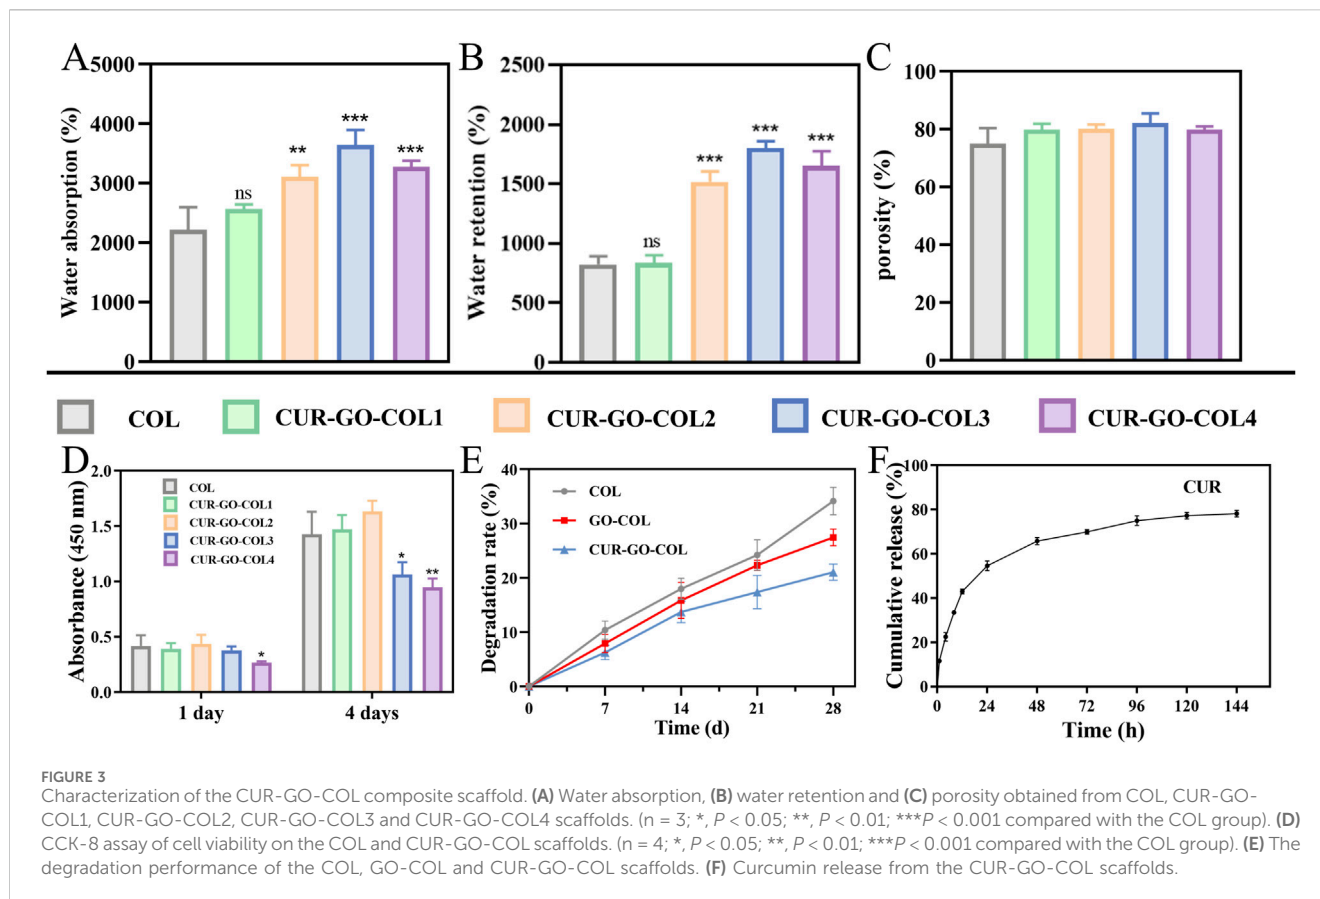 A
5000
4000
3000
2000
1000
0
Water absorption (%)
ns
**
***
***
B
2500
2000
1500
1000
500
0
Water retention (%)
ns
***
***
***
C
100
80
60
40
20
0
porosity (%)
COL
CUR-GO-COL1
CUR-GO-COL2
CUR-GO-COL3
CUR-GO-COL4
D
2.0
1.5
1.0
0.5
0.0
Absorbance (450 nm)
COL
CUR-GO-COL1
CUR-GO-COL2
CUR-GO-COL3
CUR-GO-COL4
*
*
**
1 day
4 days
E
40
30
20
10
0
Degradation rate (%)
COL
GO-COL
CUR-GO-COL
0 7 14 21 28
Time (d)
F
100
80
60
40
20
0
Cumulative release (%)
CUR
0 24 48 72 96 120 144
Time (h)
FIGURE 3
Characterization of the CUR-GO-COL composite scaffold. (A) Water absorption, (B) water retention and (C) porosity obtained from COL, CUR-GO-
COL1, CUR-GO-COL2, CUR-GO-COL3 and CUR-GO-COL4 scaffolds. (n = 3; *, P < 0.05; **, P < 0.01; ***P < 0.001 compared with the COL group). (D)
CCK-8 assay of cell viability on the COL and CUR-GO-COL scaffolds. (n = 4; *, P < 0.05; **, P < 0.01; ***P < 0.001 compared with the COL group). (E) The
degradation performance of the COL, GO-COL and CUR-GO-COL scaffolds. (F) Curcumin release from the CUR-GO-COL scaffolds.